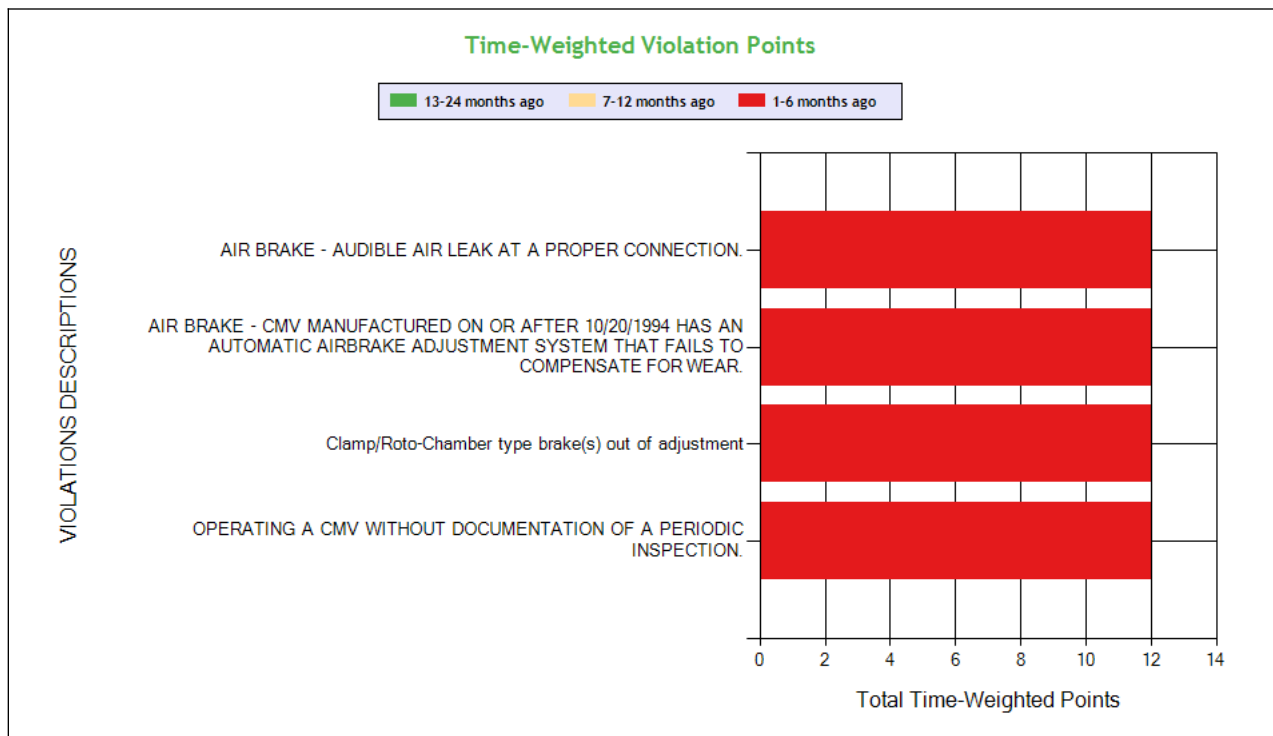 Time-Weighted Violation Points
13-24 months ago 7-12 months ago 1-6 months ago
VIOLATIONS DESCRIPTIONS
AIR BRAKE - AUDIBLE AIR LEAK AT A PROPER CONNECTION.
AIR BRAKE - CMV MANUFACTURED ON OR AFTER 10/20/1994 HAS AN
AUTOMATIC AIRBRAKE ADJUSTMENT SYSTEM THAT FAILS TO
COMPENSATE FOR WEAR.
Clamp/Roto-Chamber type brake(s) out of adjustment
OPERATING A CMV WITHOUT DOCUMENTATION OF A PERIODIC
INSPECTION.
0 2 4 6 8 10 12 14
Total Time-Weighted Points